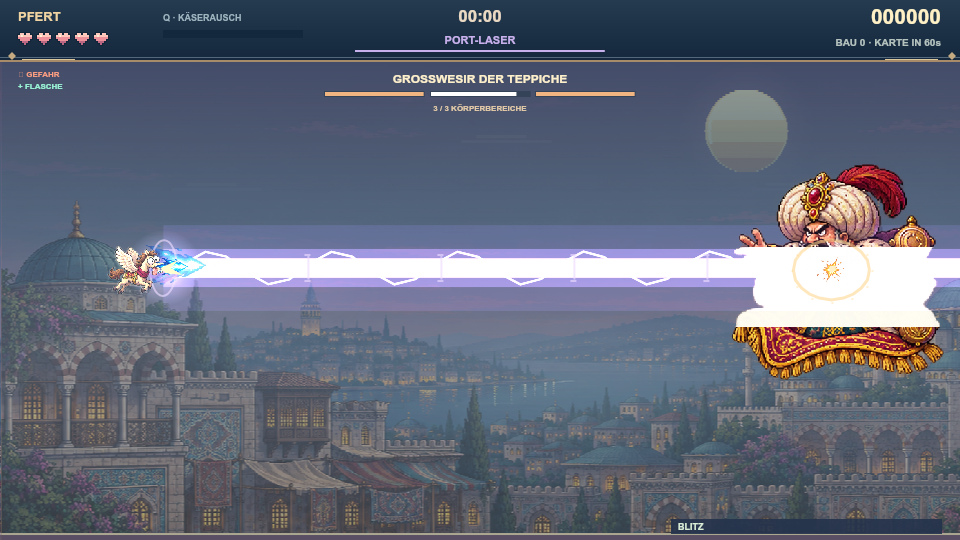 PFERT
Q · KÄSERAUSCH
00:00
PORT-LASER
000000
BAU 0 · KARTE IN 60s
GEFAHR
+ FLASCHE
GROSSWESIR DER TEPPICHE
3 / 3 KÖRPERBEREICHE
BLITZ